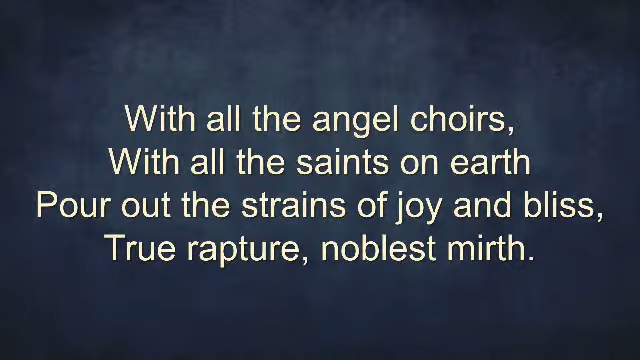 With all the angel choirs,
With all the saints on earth
Pour out the strains of joy and bliss,
True rapture, noblest mirth.